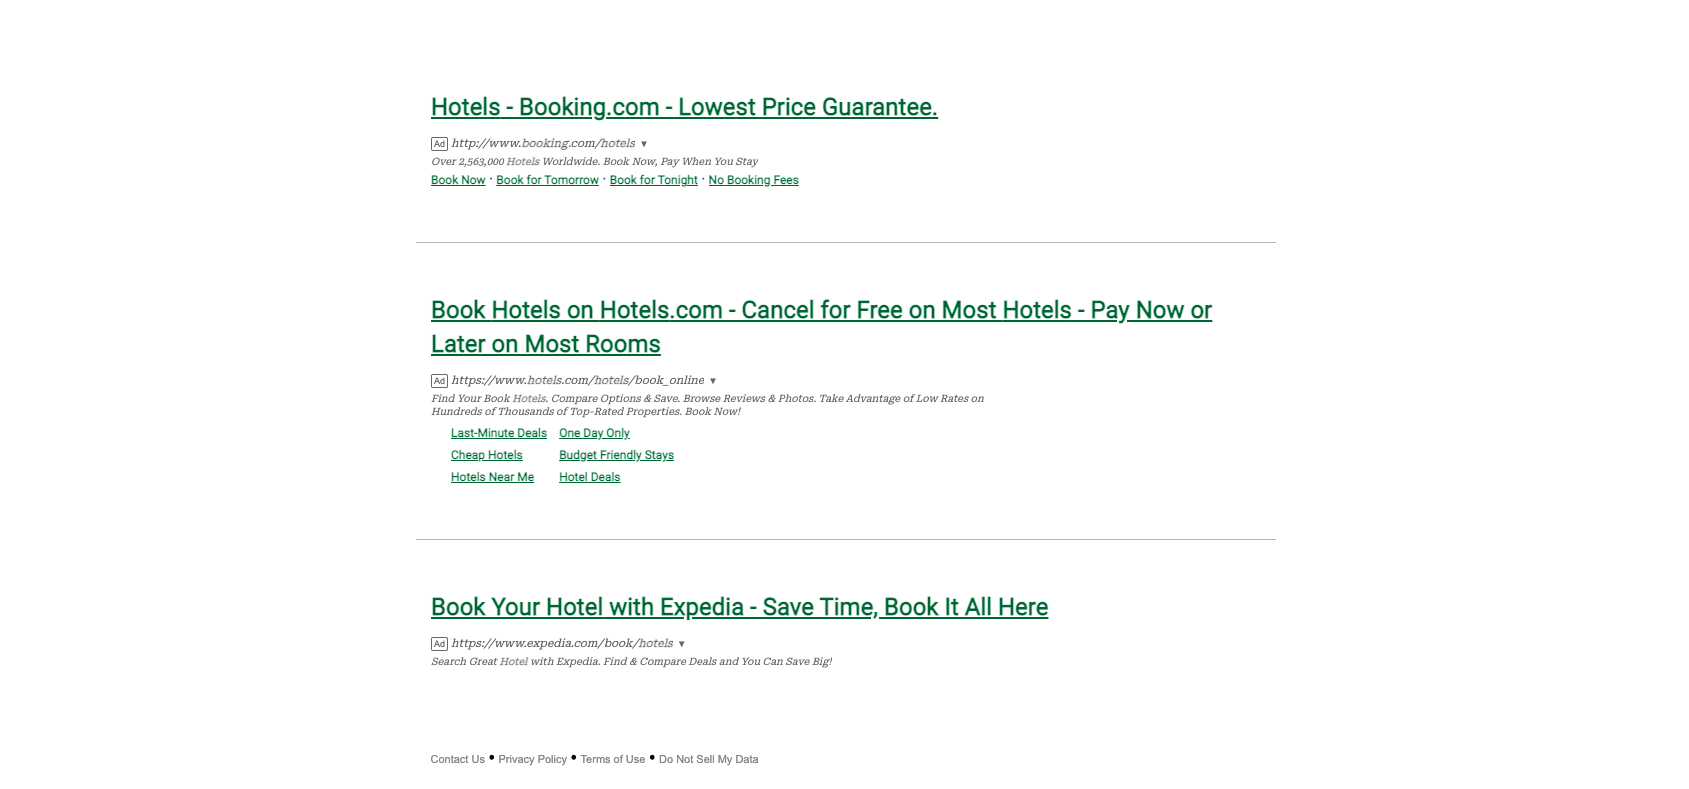 Hotels - Booking.com - Lowest Price Guarantee.
Ad http://www.booking.com/hotels ▼
Over 2,563,000 Hotels Worldwide. Book Now, Pay When You Stay
Book Now · Book for Tomorrow · Book for Tonight · No Booking Fees
Book Hotels on Hotels.com - Cancel for Free on Most Hotels - Pay Now or
Later on Most Rooms
Ad https://www.hotels.com/hotels/book_online ▼
Find Your Book Hotels. Compare Options & Save. Browse Reviews & Photos. Take Advantage of Low Rates on
Hundreds of Thousands of Top-Rated Properties. Book Now!
Last-Minute Deals One Day Only
Cheap Hotels Budget Friendly Stays
Hotels Near Me Hotel Deals
Book Your Hotel with Expedia - Save Time, Book It All Here
Ad https://www.expedia.com/book/hotels ▼
Search Great Hotel with Expedia. Find & Compare Deals and You Can Save Big!
Contact Us • Privacy Policy • Terms of Use • Do Not Sell My Data